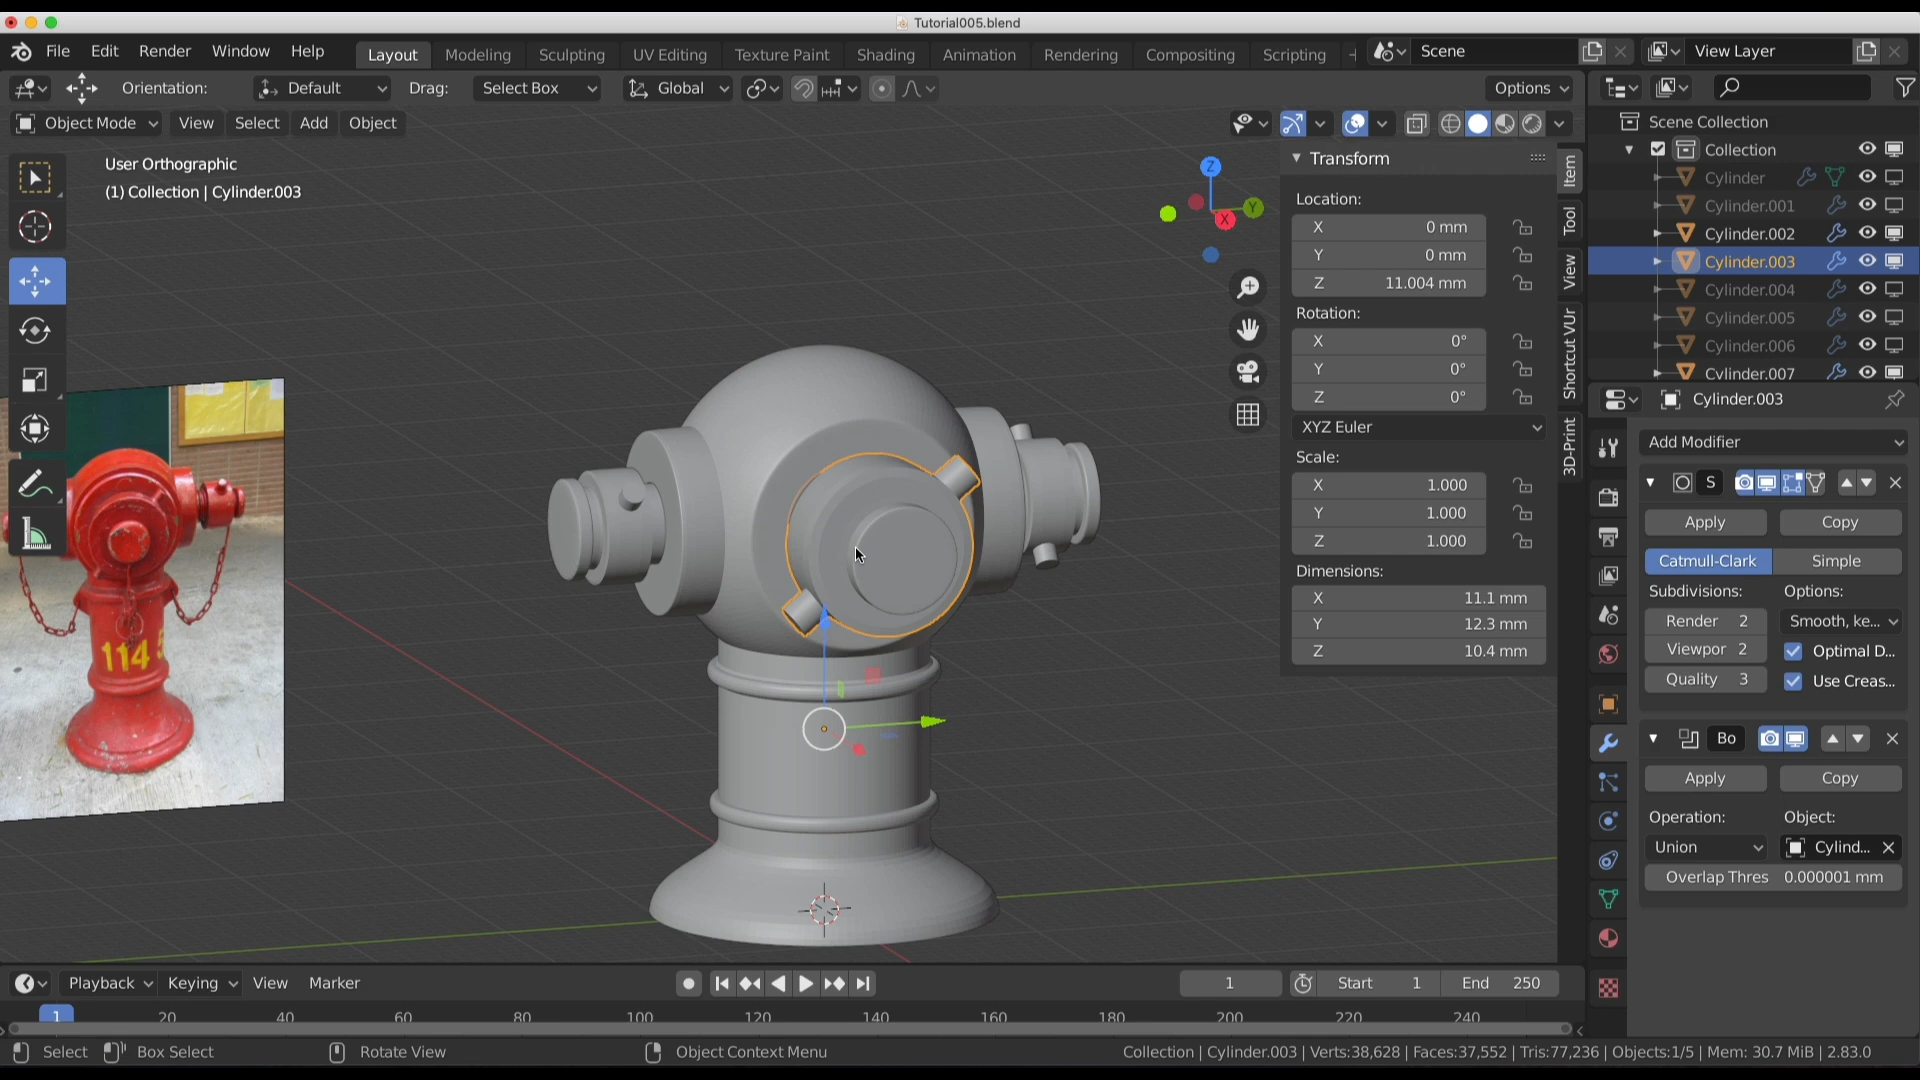 Tutorial005.blend
File Edit Render Window Help Layout Modeling Sculpting UV Editing Texture Paint Shading Animation Rendering Compositing Scripting Scene View Layer
Orientation: Default Drag: Select Box Global Options
Object Mode View Select Add Object
User Orthographic
(1) Collection | Cylinder.003
Z
Y
X
Transform
Location:
X 0 mm
Y 0 mm
Z 11.004 mm
Rotation:
X 0°
Y 0°
Z 0°
XYZ Euler
Scale:
X 1.000
Y 1.000
Z 1.000
Dimensions:
X 11.1 mm
Y 12.3 mm
Z 10.4 mm
Item
Tool
View
Shortcut VUr
3D-Print
Scene Collection
Collection
Cylinder
Cylinder.001
Cylinder.002
Cylinder.003
Cylinder.004
Cylinder.005
Cylinder.006
Cylinder.007
Cylinder.003
Add Modifier
S
Apply Copy
Catmull-Clark Simple
Subdivisions: Options:
Render 2 Smooth, ke...
Viewpor 2 Optimal D...
Quality 3 Use Creas...
Bo
Apply Copy
Operation: Object:
Union Cylind...
Overlap Thres 0.000001 mm
114
Playback Keying View Marker 1 Start 1 End 250
1 20 40 60 80 100 120 140 160 180 200 220 240
Select Box Select Rotate View Object Context Menu Collection | Cylinder.003 | Verts:38,628 | Faces:37,552 | Tris:77,236 | Objects:1/5 | Mem: 30.7 MiB | 2.83.0